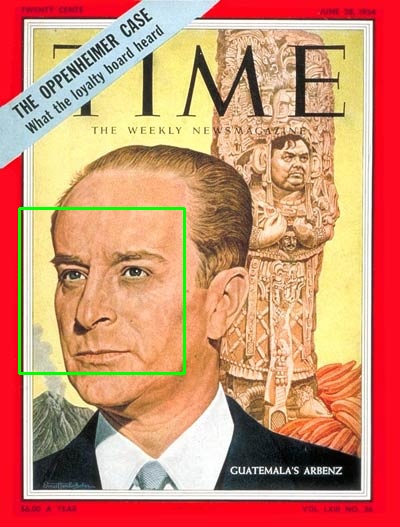 TWENTY CENTS
JUNE 28, 1954
THE OPPENHEIMER CASE
What the loyalty board heard
TIME
THE WEEKLY NEWSMAGAZINE
GUATEMALA'S ARBENZ
$6.00 A YEAR
VOL. LXIII NO. 26